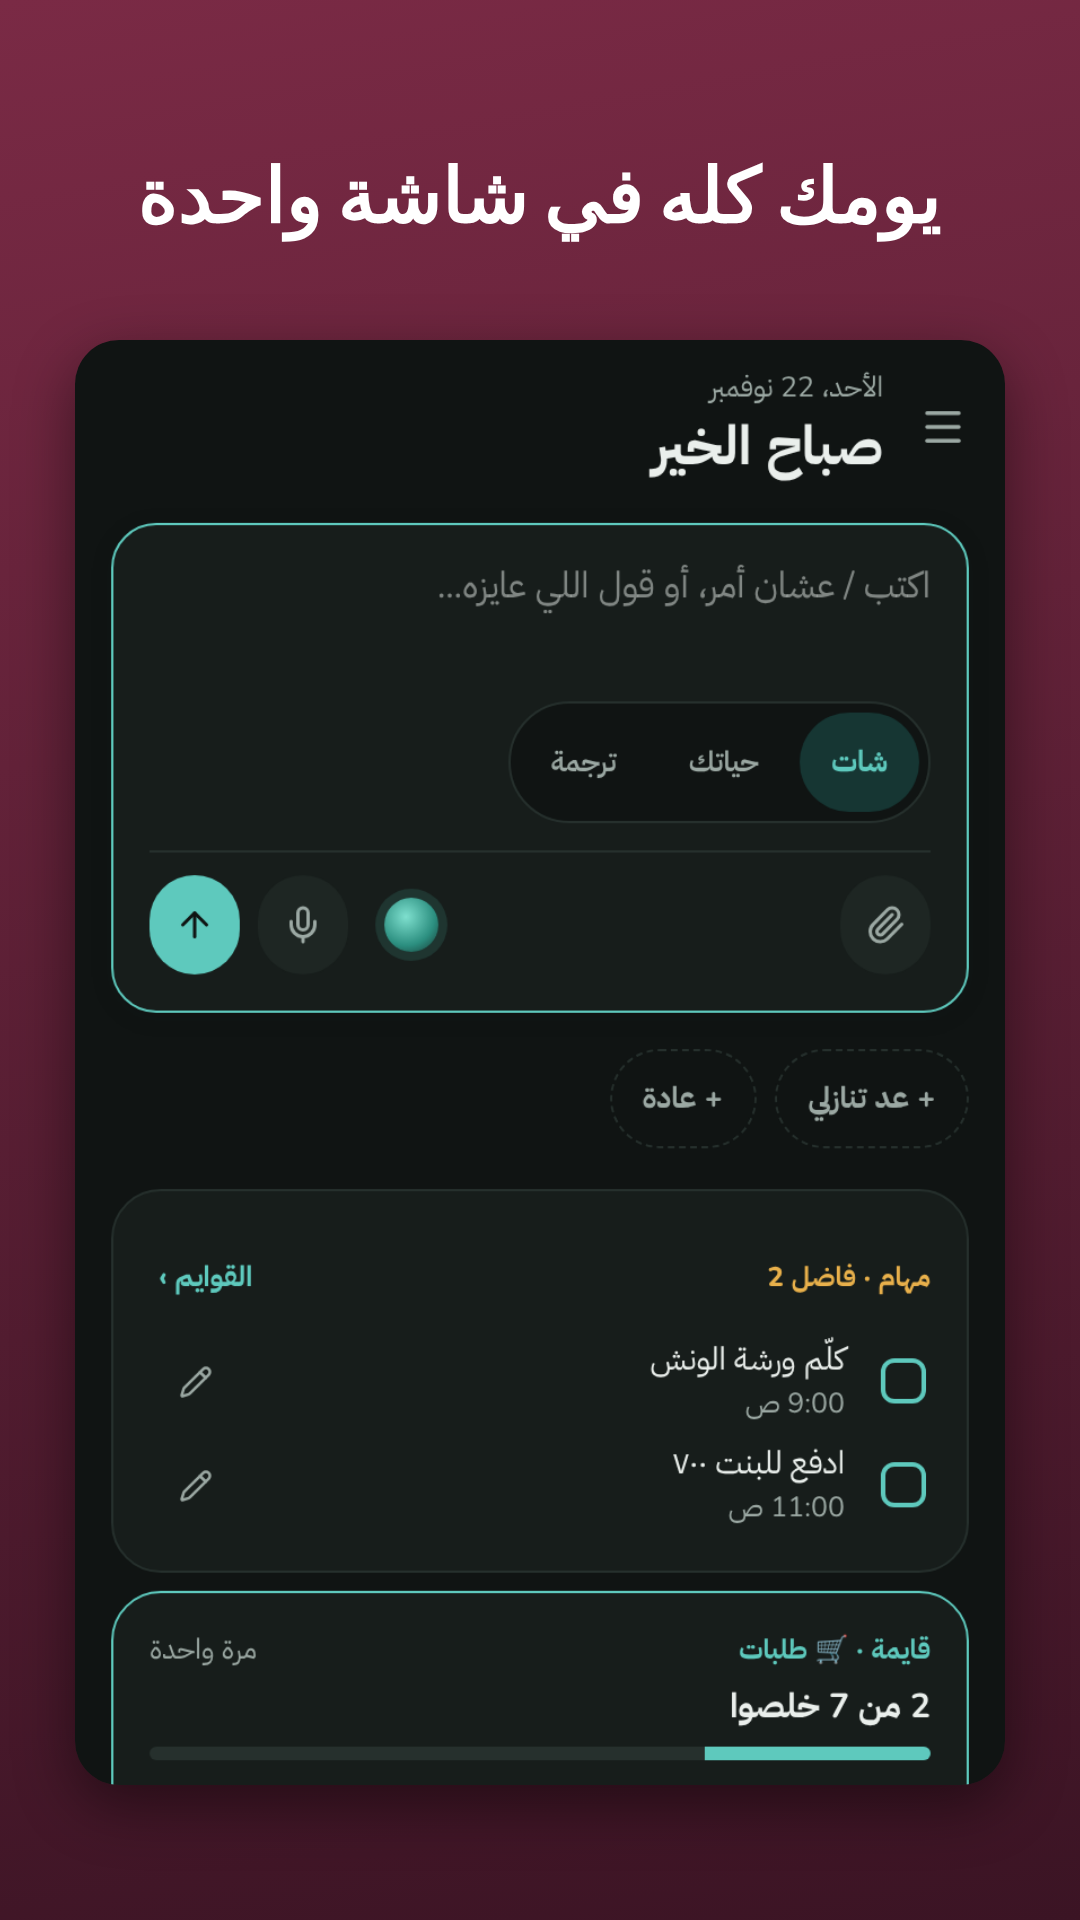 يومك كله في شاشة واحدة
الأحد، 22 نوفمبر
صباح الخير
اكتب / عشان أمر، أو قول اللي عايزه...
شات
حياتك
ترجمة
+ عد تنازلي
+ عادة
مهام · فاضل 2
القوايم ›
كلّم ورشة الونش
9:00 ص
ادفع للبنت ٧٠٠
11:00 ص
قايمة · 🛒 طلبات
مرة واحدة
2 من 7 خلصوا